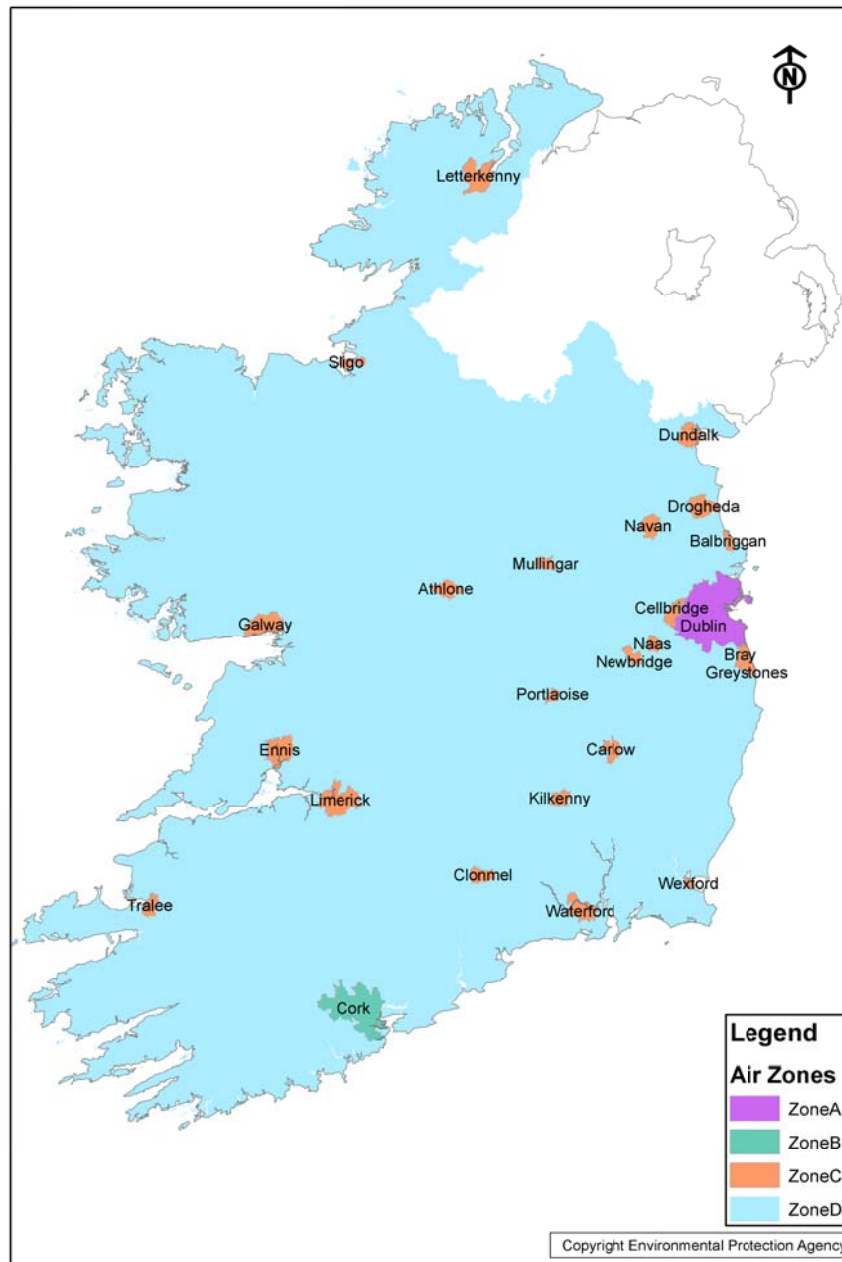 N
Letterkenny
Sligo
Dundalk
Drogheda
Navan
Balbriggan
Mullingar
Athlone
Cellbridge
Galway
Dublin
Naas
Bray
Newbridge
Greystones
Portlaoise
Ennis
Carow
Limerick
Kilkenny
Clonmel
Wexford
Tralee
Waterford
Cork
Legend
Air Zones
ZoneA
ZoneB
ZoneC
ZoneD
Copyright Environmental Protection Agency